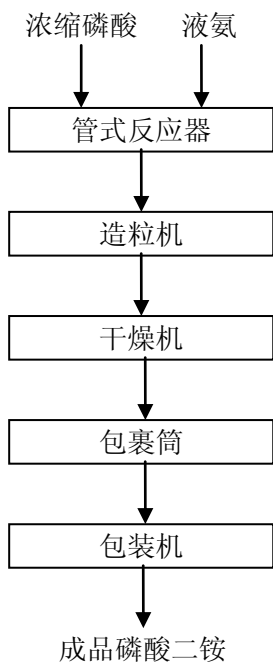 浓缩磷酸 液氨
管式反应器
造粒机
干燥机
包裹筒
包装机
成品磷酸二铵